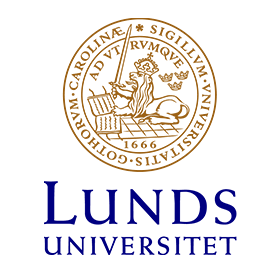 SIGILLVM · VNIVERSITATIS · GOTHORVM · CAROLINÆ
AD VTRVMQVE
1666
LUNDS
UNIVERSITET